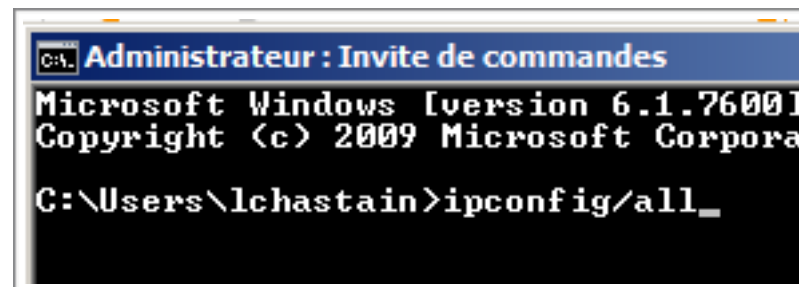 Administrateur : Invite de commandes
Microsoft Windows [version 6.1.7600]
Copyright (c) 2009 Microsoft Corpora
C:\Users\lchastain>ipconfig/all_